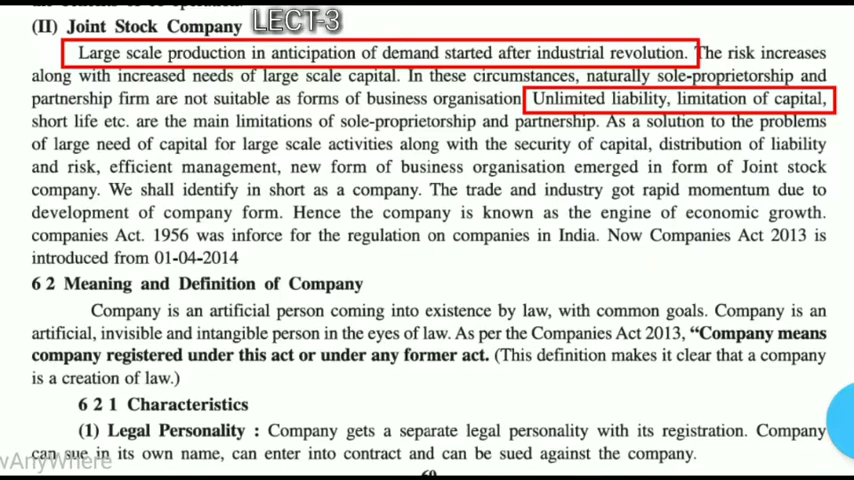 (II) Joint Stock Company LECT-3
Large scale production in anticipation of demand started after industrial revolution. The risk increases
along with increased needs of large scale capital. In these circumstances, naturally sole-proprietorship and
partnership firm are not suitable as forms of business organisation Unlimited liability, limitation of capital,
short life etc. are the main limitations of sole-proprietorship and partnership. As a solution to the problems
of large need of capital for large scale activities along with the security of capital, distribution of liability
and risk, efficient management, new form of business organisation emerged in form of Joint stock
company. We shall identify in short as a company. The trade and industry got rapid momentum due to
development of company form. Hence the company is known as the engine of economic growth.
companies Act. 1956 was inforce for the regulation on companies in India. Now Companies Act 2013 is
introduced from 01-04-2014
6 2 Meaning and Definition of Company
Company is an artificial person coming into existence by law, with common goals. Company is an
artificial, invisible and intangible person in the eyes of law. As per the Companies Act 2013, “Company means
company registered under this act or under any former act. (This definition makes it clear that a company
is a creation of law.)
6 2 1 Characteristics
(1) Legal Personality : Company gets a separate legal personality with its registration. Company
can sue in its own name, can enter into contract and can be sued against the company.
wAnyWhere